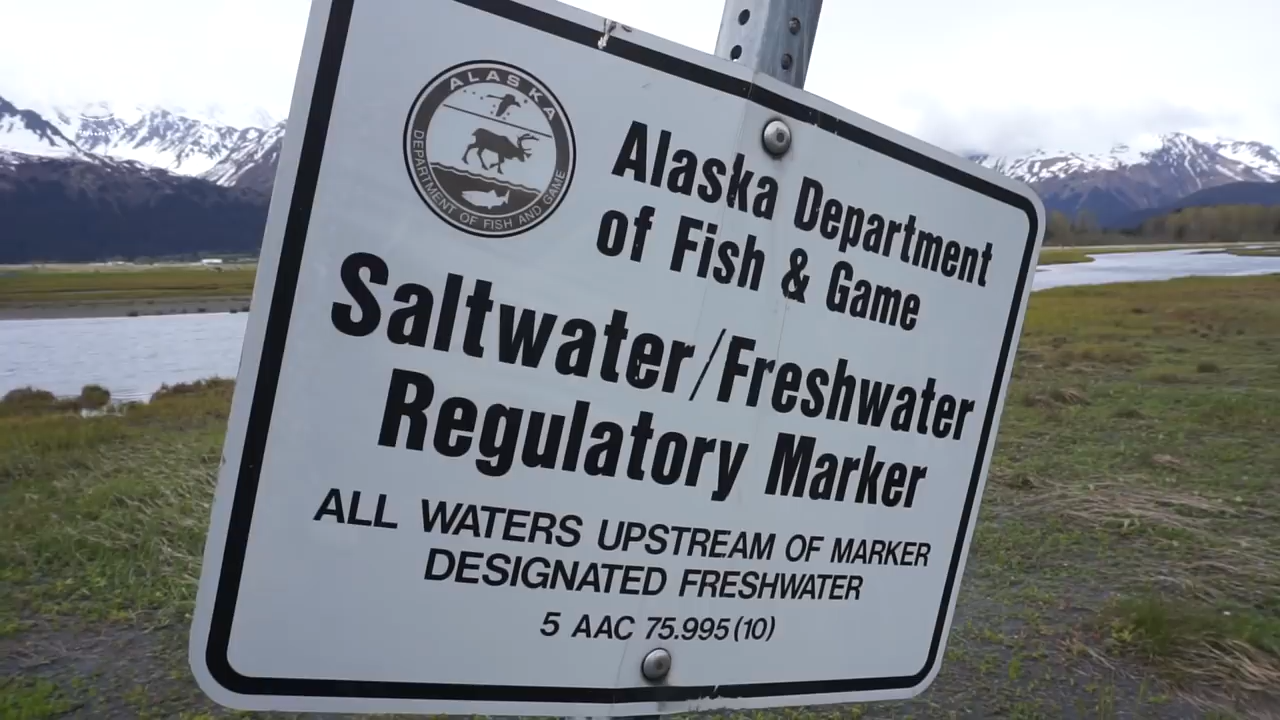 ALASKA
DEPARTMENT OF FISH AND GAME
Alaska Department
of Fish & Game
Saltwater/Freshwater
Regulatory Marker
ALL WATERS UPSTREAM OF MARKER
DESIGNATED FRESHWATER
5 AAC 75.995(10)